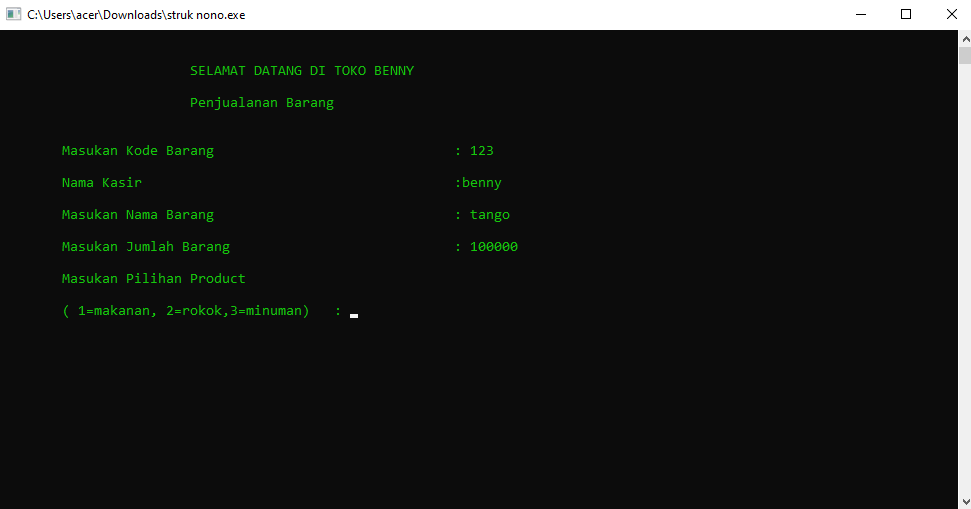 C:\Users\acer\Downloads\struk nono.exe
SELAMAT DATANG DI TOKO BENNY
Penjualanan Barang
Masukan Kode Barang : 123
Nama Kasir :benny
Masukan Nama Barang : tango
Masukan Jumlah Barang : 100000
Masukan Pilihan Product
( 1=makanan, 2=rokok,3=minuman) :